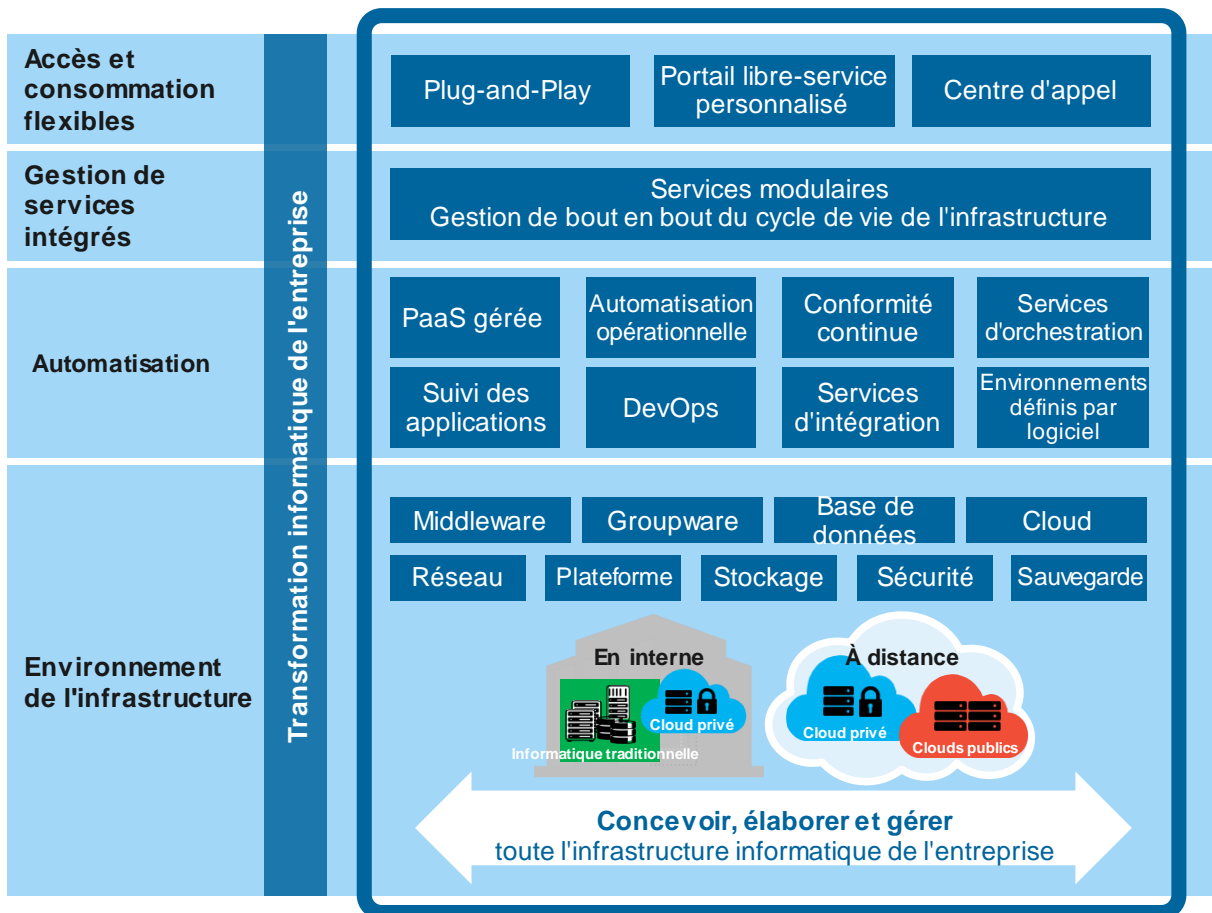 Accès et
consommation
flexibles
Plug-and-Play
Portail libre-service
personnalisé
Centre d'appel
Gestion de
services
intégrés
Services modulaires
Gestion de bout en bout du cycle de vie de l'infrastructure
Transformation informatique de l'entreprise
Automatisation
PaaS gérée
Automatisation
opérationnelle
Conformité
continue
Services
d'orchestration
Suivi des
applications
DevOps
Services
d'intégration
Environnements
définis par
logiciel
Environnement
de l'infrastructure
Middleware
Groupware
Base de
données
Cloud
Réseau
Plateforme
Stockage
Sécurité
Sauvegarde
En interne
Cloud privé
Informatique traditionnelle
À distance
Cloud privé
Clouds publics
Concevoir, élaborer et gérer
toute l'infrastructure informatique de l'entreprise